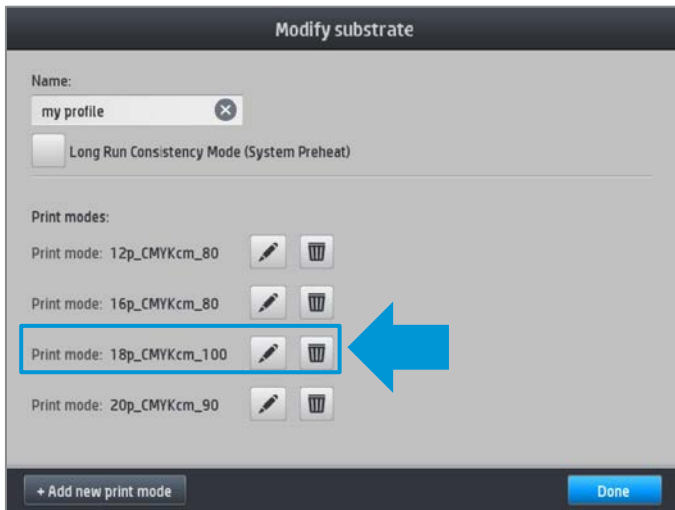 Modify substrate
Name:
my profile
Long Run Consistency Mode (System Preheat)
Print modes:
Print mode: 12p_CMYKcm_80
Print mode: 16p_CMYKcm_80
Print mode: 18p_CMYKcm_100
Print mode: 20p_CMYKcm_90
+ Add new print mode
Done